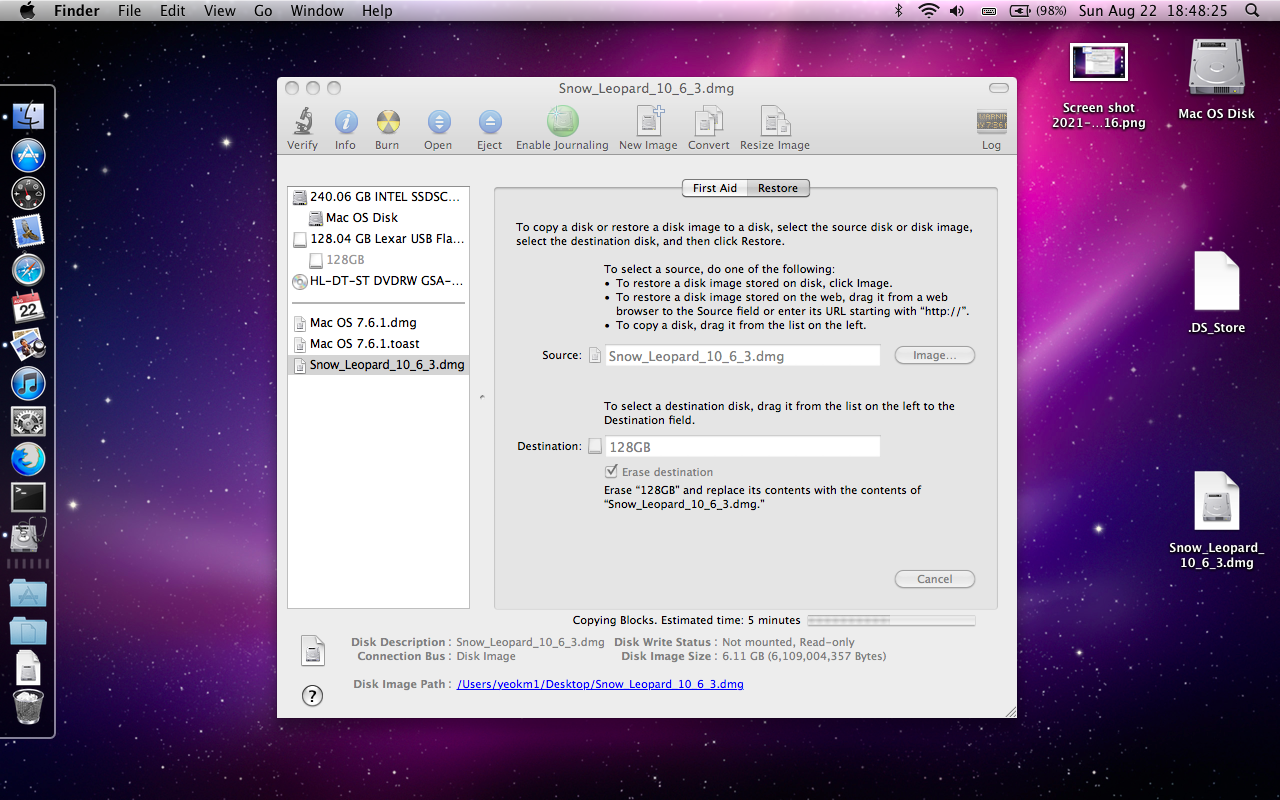 Finder File Edit View Go Window Help (98%) Sun Aug 22 18:48:25
Snow_Leopard_10_6_3.dmg
Verify Info Burn Open Eject Enable Journaling New Image Convert Resize Image Log
240.06 GB INTEL SSDSC...
Mac OS Disk
128.04 GB Lexar USB Fla...
128GB
HL-DT-ST DVDRW GSA-...
Mac OS 7.6.1.dmg
Mac OS 7.6.1.toast
Snow_Leopard_10_6_3.dmg
First Aid Restore
To copy a disk or restore a disk image to a disk, select the source disk or disk image,
select the destination disk, and then click Restore.
To select a source, do one of the following:
• To restore a disk image stored on disk, click Image.
• To restore a disk image stored on the web, drag it from a web
browser to the Source field or enter its URL starting with “http://”.
• To copy a disk, drag it from the list on the left.
Source: Snow_Leopard_10_6_3.dmg Image...
To select a destination disk, drag it from the list on the left to the
Destination field.
Destination: 128GB
Erase destination
Erase “128GB” and replace its contents with the contents of
“Snow_Leopard_10_6_3.dmg.”
Cancel
Copying Blocks. Estimated time: 5 minutes
Disk Description : Snow_Leopard_10_6_3.dmg Disk Write Status : Not mounted, Read-only
Connection Bus : Disk Image Disk Image Size : 6.11 GB (6,109,004,357 Bytes)
Disk Image Path : /Users/yeokm1/Desktop/Snow_Leopard_10_6_3.dmg
?
Screen shot
2021-...16.png
Mac OS Disk
.DS_Store
Snow_Leopard_
10_6_3.dmg
AUG
22